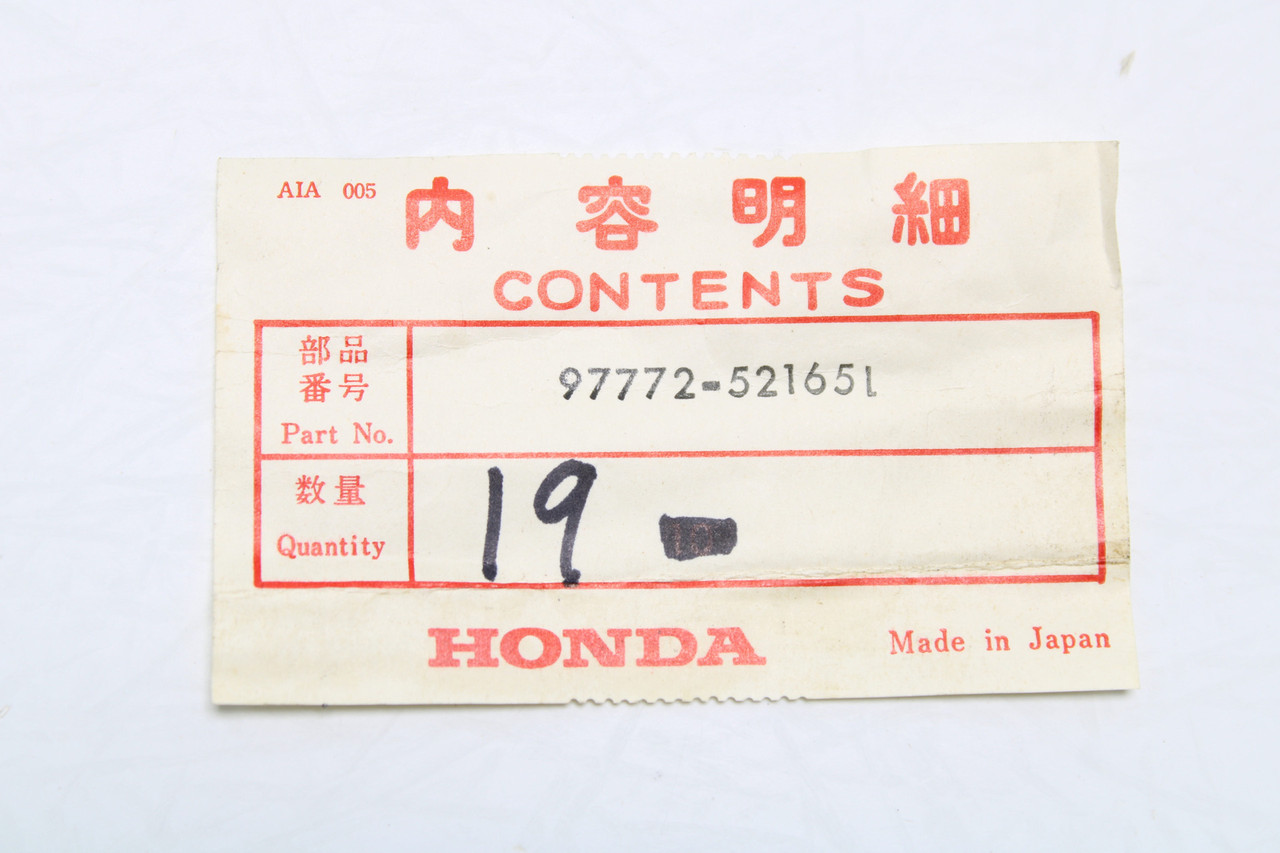 AIA 005
内容明細
CONTENTS
部品
番号
Part No.
97772-521651
数量
Quantity
19
HONDA
Made in Japan